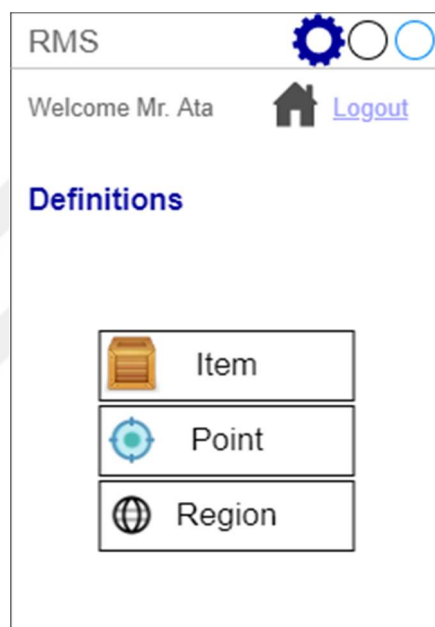 RMS
Welcome Mr. Ata Logout
Definitions
Item
Point
Region